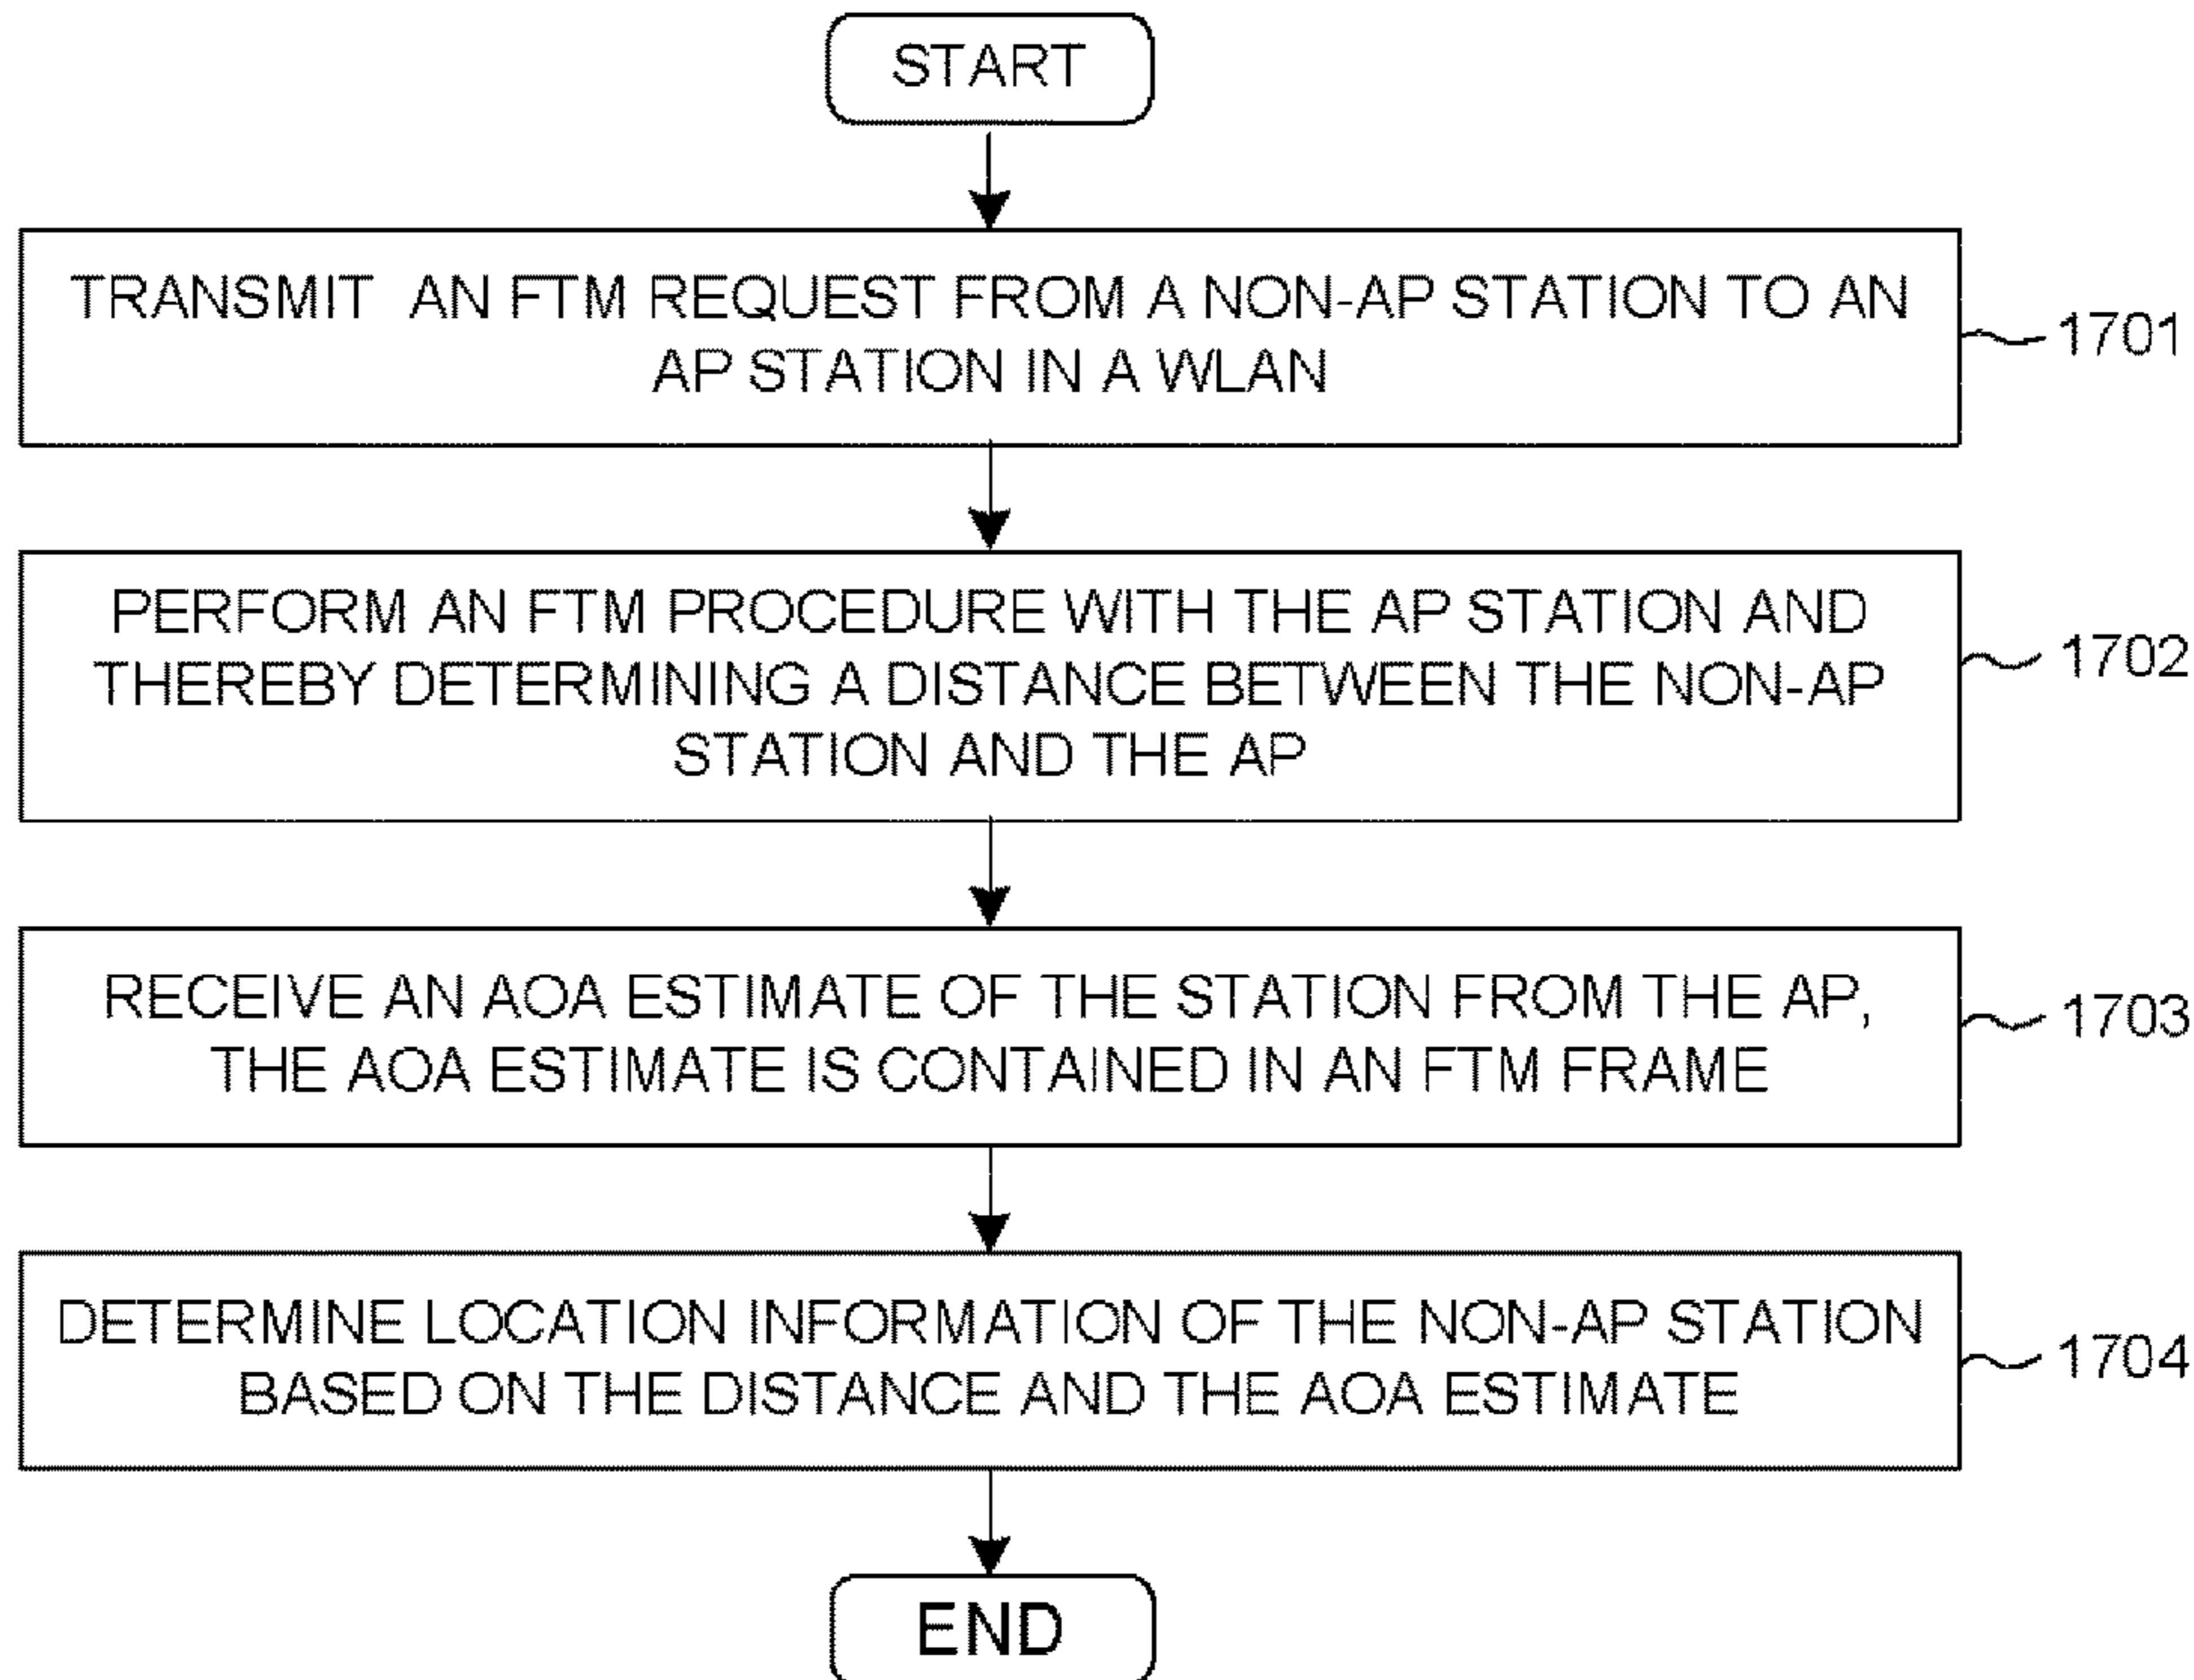 START
TRANSMIT AN FTM REQUEST FROM A NON-AP STATION TO AN
AP STATION IN A WLAN
1701
PERFORM AN FTM PROCEDURE WITH THE AP STATION AND
THEREBY DETERMINING A DISTANCE BETWEEN THE NON-AP
STATION AND THE AP
1702
RECEIVE AN AOA ESTIMATE OF THE STATION FROM THE AP,
THE AOA ESTIMATE IS CONTAINED IN AN FTM FRAME
1703
DETERMINE LOCATION INFORMATION OF THE NON-AP STATION
BASED ON THE DISTANCE AND THE AOA ESTIMATE
1704
END